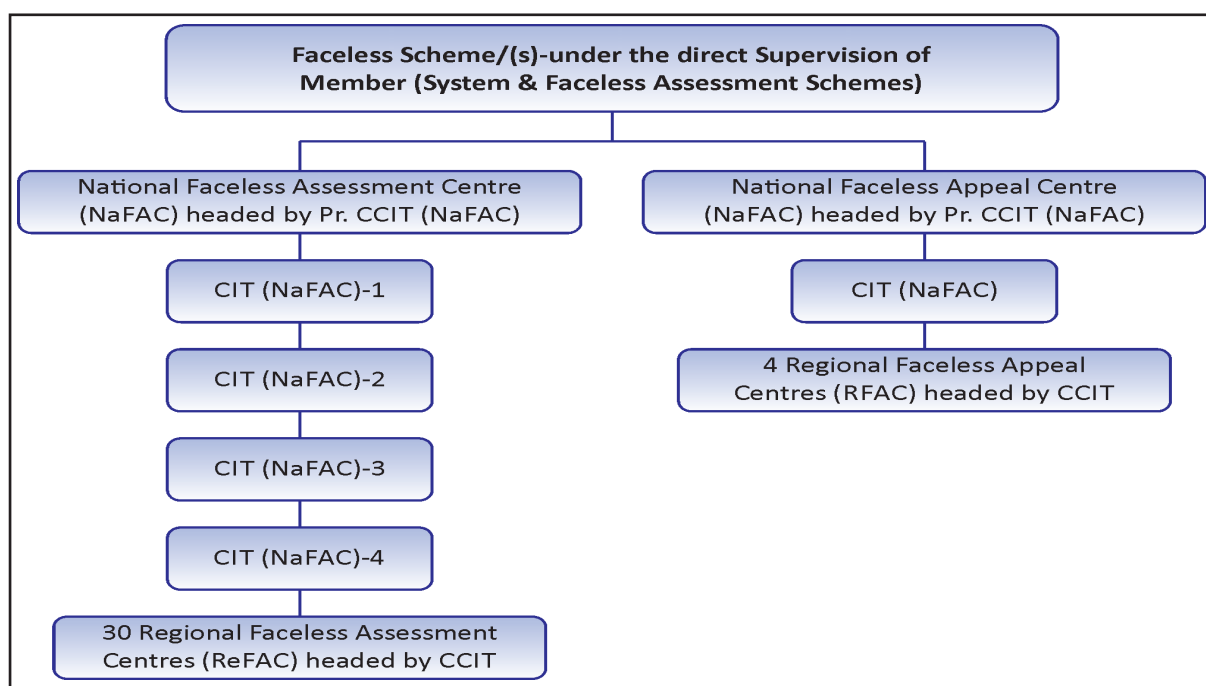 Faceless Scheme/(s)-under the direct Supervision of
Member (System & Faceless Assessment Schemes)
National Faceless Assessment Centre
(NaFAC) headed by Pr. CCIT (NaFAC)
CIT (NaFAC)-1
CIT (NaFAC)-2
CIT (NaFAC)-3
CIT (NaFAC)-4
30 Regional Faceless Assessment
Centres (ReFAC) headed by CCIT
National Faceless Appeal Centre
(NaFAC) headed by Pr. CCIT (NaFAC)
CIT (NaFAC)
4 Regional Faceless Appeal
Centres (RFAC) headed by CCIT